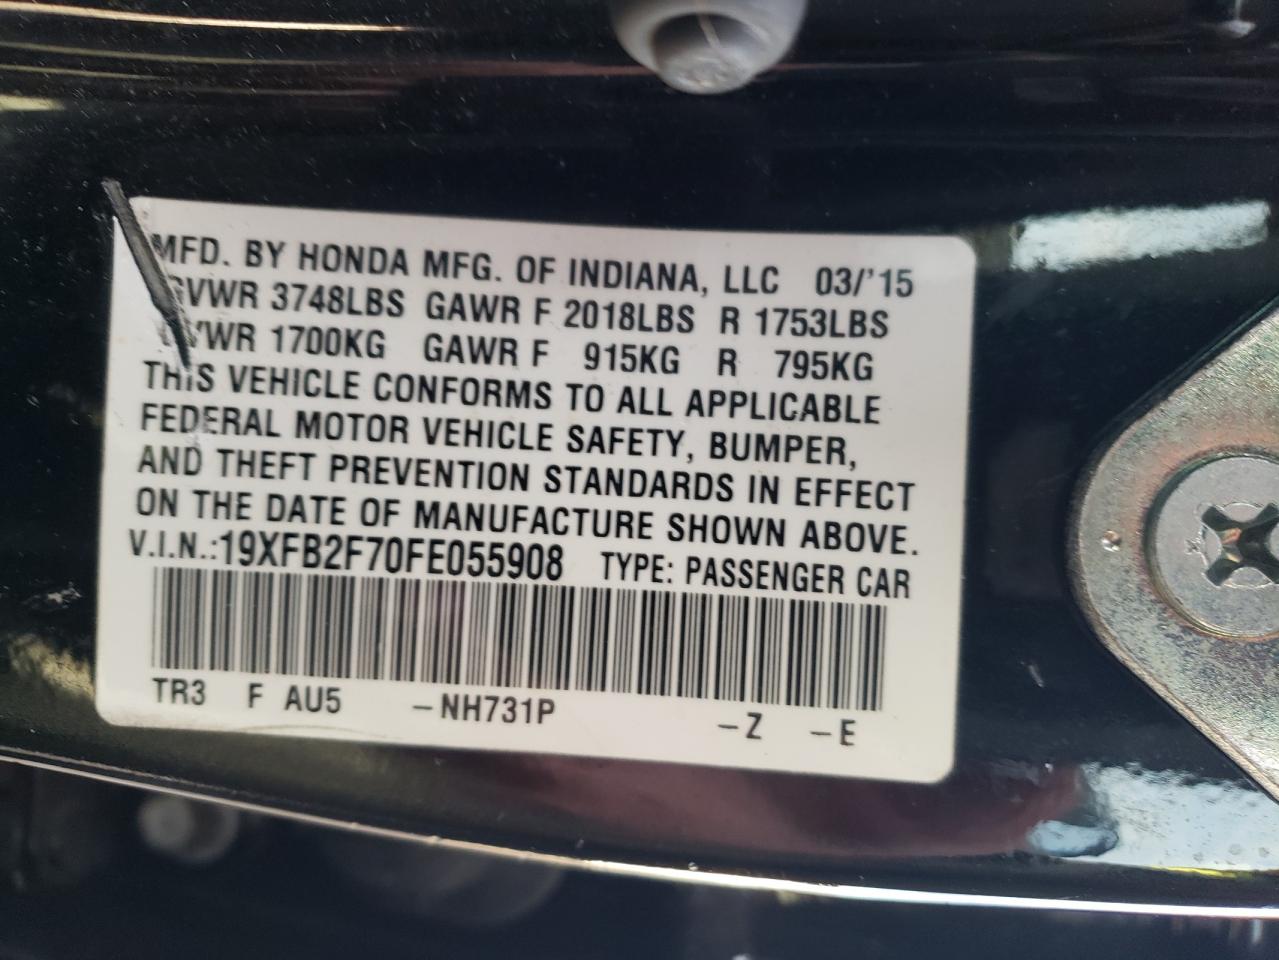 MFD. BY HONDA MFG. OF INDIANA, LLC 03/'15
GVWR 3748LBS GAWR F 2018LBS R 1753LBS
GVWR 1700KG GAWR F 915KG R 795KG
THIS VEHICLE CONFORMS TO ALL APPLICABLE
FEDERAL MOTOR VEHICLE SAFETY, BUMPER,
AND THEFT PREVENTION STANDARDS IN EFFECT
ON THE DATE OF MANUFACTURE SHOWN ABOVE.
V.I.N.:19XFB2F70FE055908 TYPE: PASSENGER CAR
TR3 F AU5 -NH731P -Z -E